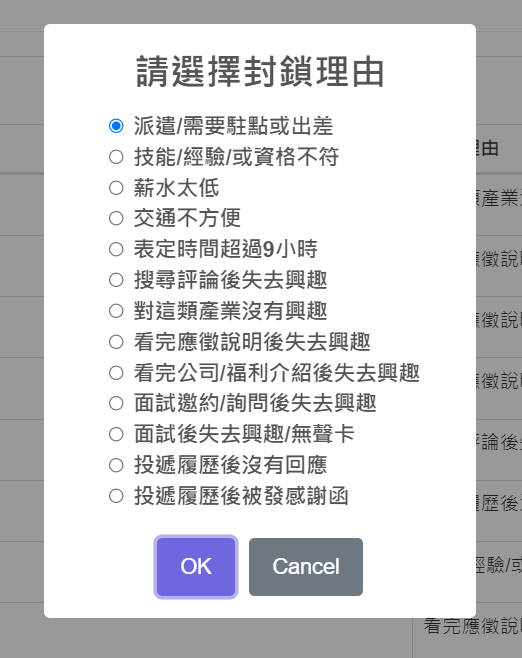 請選擇封鎖理由
派遣/需要駐點或出差
技能/經驗/或資格不符
薪水太低
交通不方便
表定時間超過9小時
搜尋評論後失去興趣
對這類產業沒有興趣
看完應徵說明後失去興趣
看完公司/福利介紹後失去興趣
面試邀約/詢問後失去興趣
面試後失去興趣/無聲卡
投遞履歷後沒有回應
投遞履歷後被發感謝函
OK
Cancel
由
產業
徵說
徵說
徵說
評論後
履歷後
經驗/或
看完應徵說